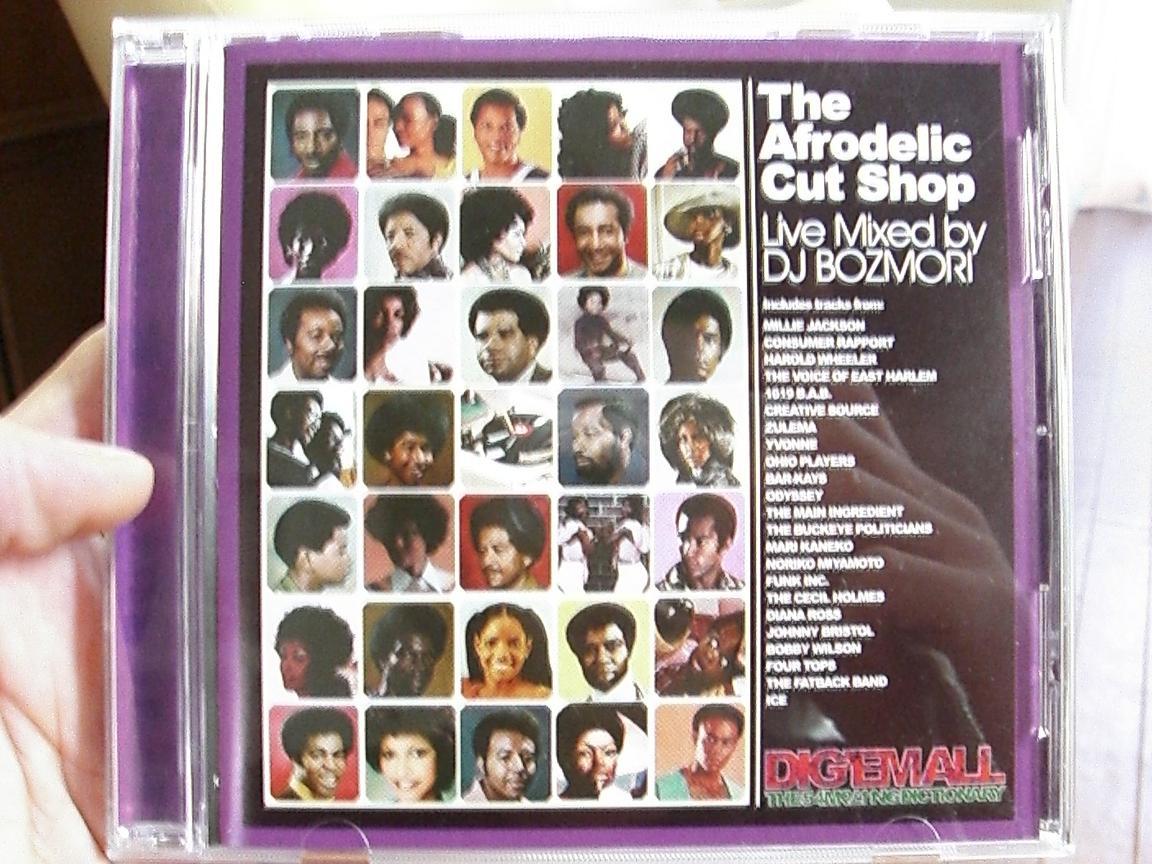 The
Afrodelic
Cut Shop
Live Mixed by
DJ BOZMORI
Includes tracks from:
MILLIE JACKSON
CONSUMER RAPPORT
HAROLD WHEELER
THE VOICE OF EAST HARLEM
1619 B.A.B.
CREATIVE SOURCE
ZULEMA
YVONNE
OHIO PLAYERS
BAR-KAYS
ODYSSEY
THE MAIN INGREDIENT
THE BUCKEYE POLITICIANS
MARI KANEKO
NORIKO MIYAMOTO
FUNK INC.
THE CECIL HOLMES
DIANA ROSS
JOHNNY BRISTOL
BOBBY WILSON
FOUR TOPS
THE FATBACK BAND
ICE
DIG'EM ALL
THE SAMPLING DICTIONARY